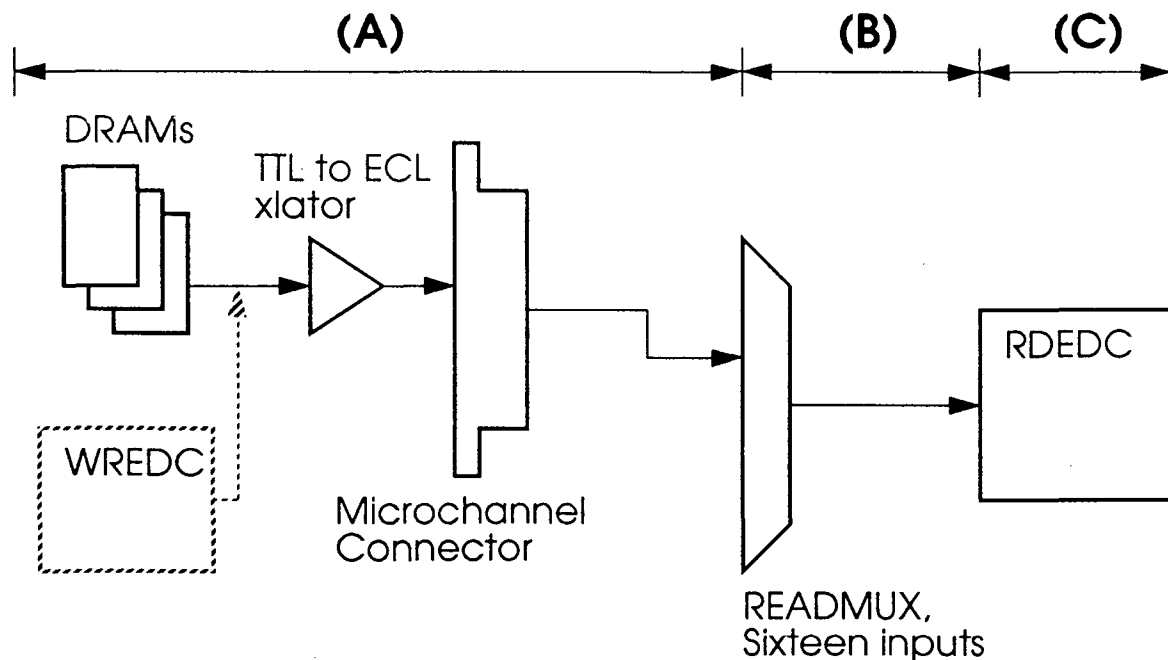 (A)
(B)
(C)
DRAMs
TTL to ECL
xlator
WREDC
Microchannel
Connector
RDEDC
READMUX,
Sixteen inputs